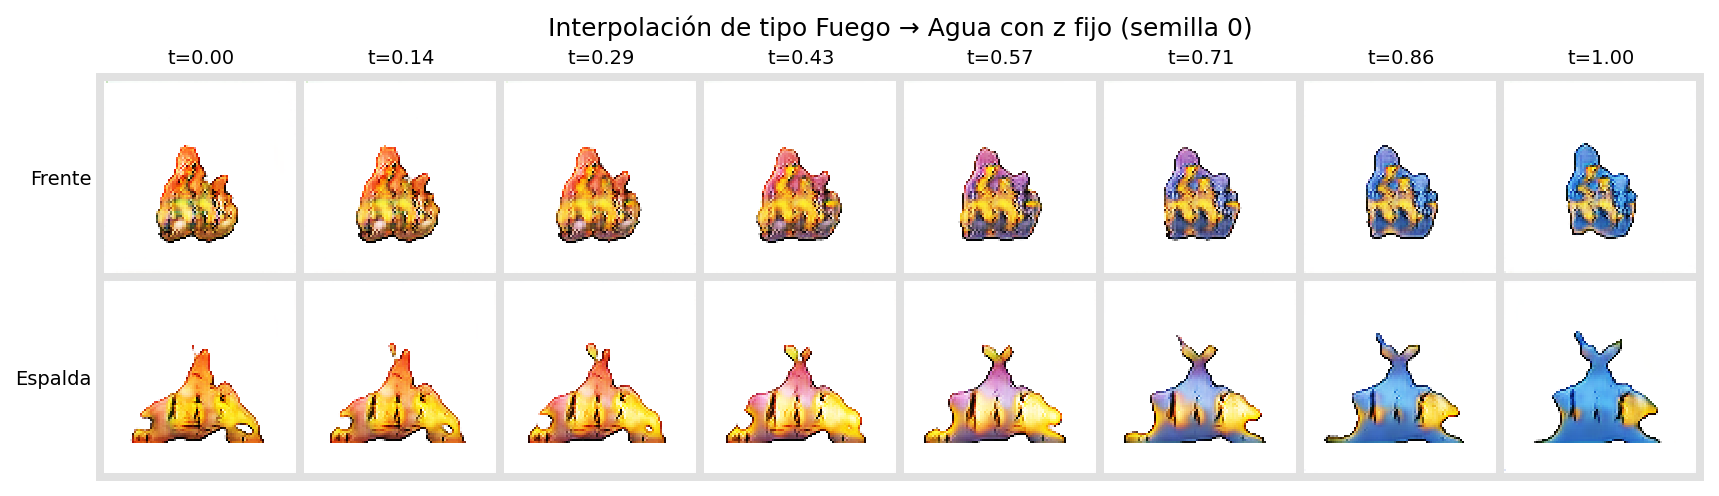 Interpolación de tipo Fuego → Agua con z fijo (semilla 0)
t=0.00 t=0.14 t=0.29 t=0.43 t=0.57 t=0.71 t=0.86 t=1.00
Frente
Espalda